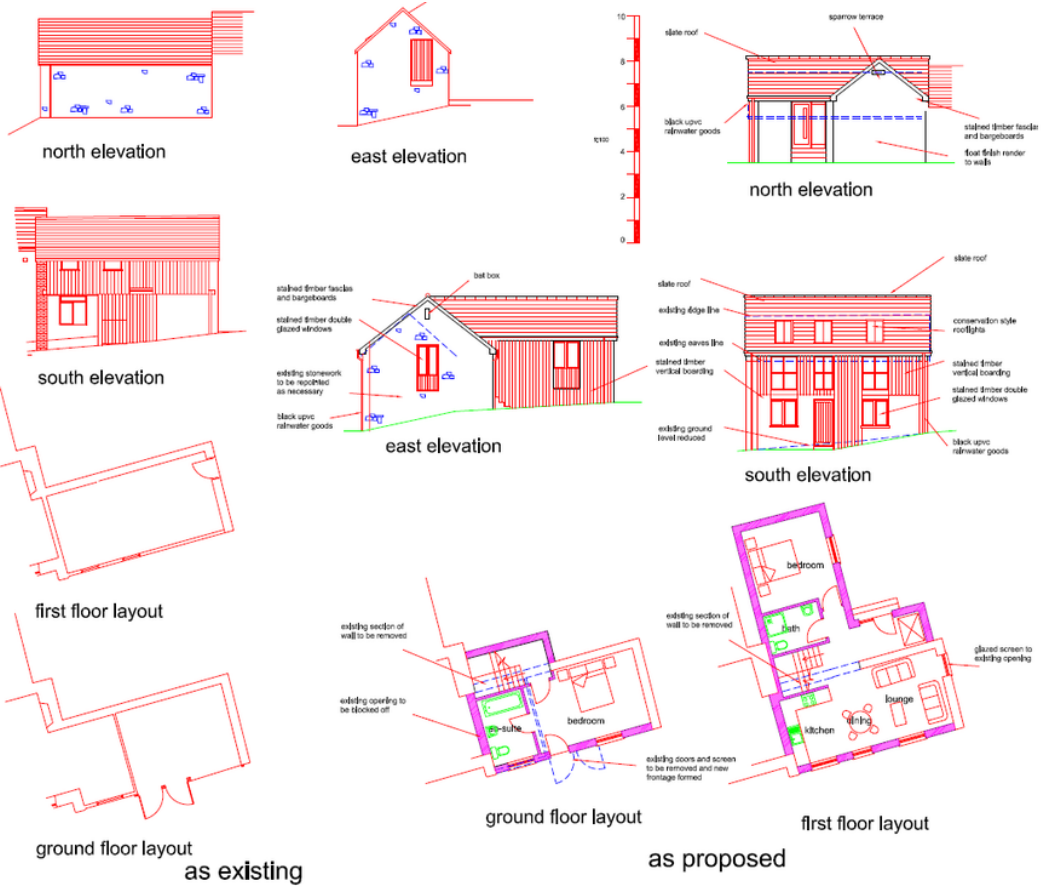 north elevation
east elevation
south elevation
first floor layout
ground floor layout
as existing
10
8
6
4
2
0
sparrow terrace
slate roof
black upvc
rainwater goods
stained timber fascias
and bargeboards
float finish render
to walls
north elevation
bat box
stained timber fascias
and bargeboards
stained timber double
glazed windows
existing stonework
to be repointed
as necessary
black upvc
rainwater goods
stained timber
vertical boarding
east elevation
slate roof
slate roof
existing ridge line
existing eaves line
existing ground
level reduced
conservation style
rooflights
stained timber
vertical boarding
stained timber double
glazed windows
black upvc
rainwater goods
south elevation
existing section of
wall to be removed
existing opening to
be blocked off
en-suite
bedroom
existing doors and screen
to be removed and new
frontage formed
ground floor layout
existing section of
wall to be removed
bedroom
bath
kitchen
dining
lounge
glazed screen to
existing opening
first floor layout
as proposed